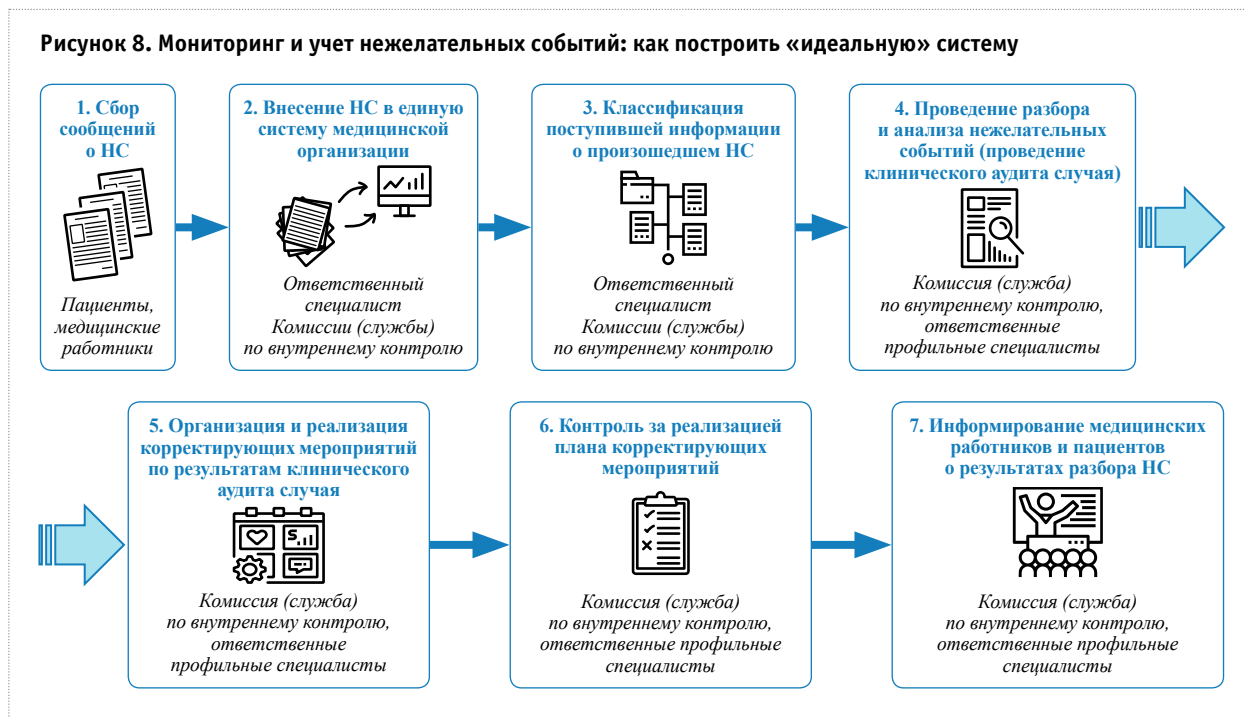 Рисунок 8. Мониторинг и учет нежелательных событий: как построить «идеальную» систему
1. Сбор
сообщений
о НС
Пациенты,
медицинские
работники
2. Внесение НС в единую
систему медицинской
организации
Ответственный
специалист
Комиссии (службы)
по внутреннему контролю
3. Классификация
поступившей информации
о произошедшем НС
Ответственный
специалист
Комиссии (службы)
по внутреннему контролю
4. Проведение разбора
и анализа нежелательных
событий (проведение
клинического аудита случая)
Комиссия (служба)
по внутреннему контролю,
ответственные
профильные специалисты
5. Организация и реализация
корректирующих мероприятий
по результатам клинического
аудита случая
Комиссия (служба)
по внутреннему контролю,
ответственные
профильные специалисты
6. Контроль за реализацией
плана корректирующих
мероприятий
Комиссия (служба)
по внутреннему контролю,
ответственные профильные
специалисты
7. Информирование медицинских
работников и пациентов
о результатах разбора НС
Комиссия (служба)
по внутреннему контролю,
ответственные профильные
специалисты